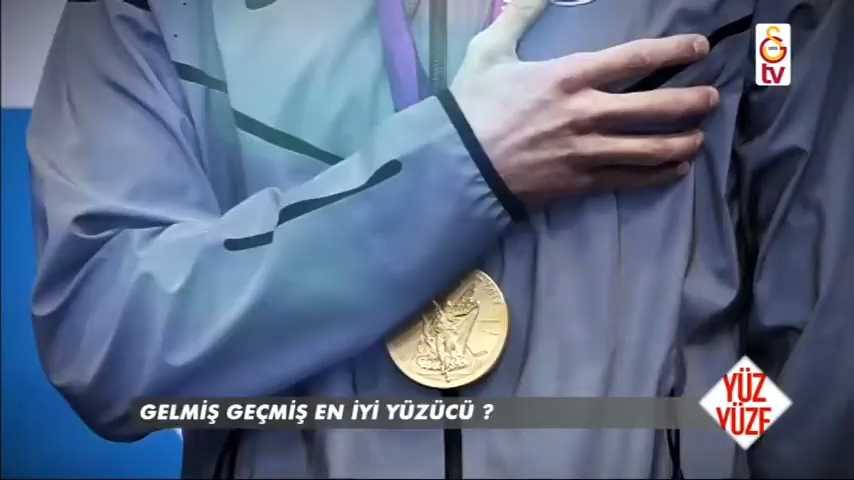 tv
GELMİŞ GEÇMİŞ EN İYİ YÜZÜCÜ ?
YÜZ
YÜZE